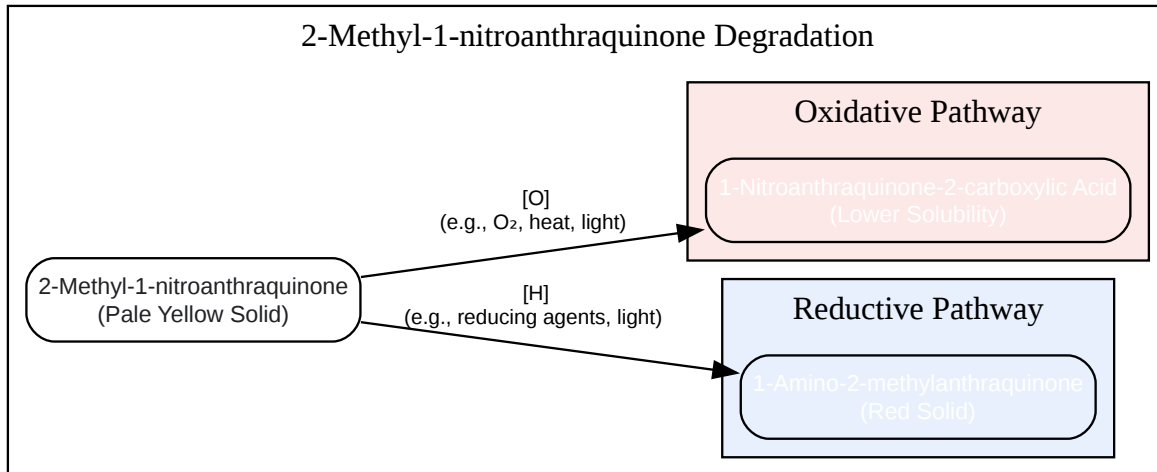 2-Methyl-1-nitroanthraquinone Degradation
Oxidative Pathway
1-Nitroanthraquinone-2-carboxylic Acid
(Lower Solubility)
[O]
(e.g., O₂, heat, light)
2-Methyl-1-nitroanthraquinone
(Pale Yellow Solid)
[H]
(e.g., reducing agents, light)
Reductive Pathway
1-Amino-2-methylanthraquinone
(Red Solid)